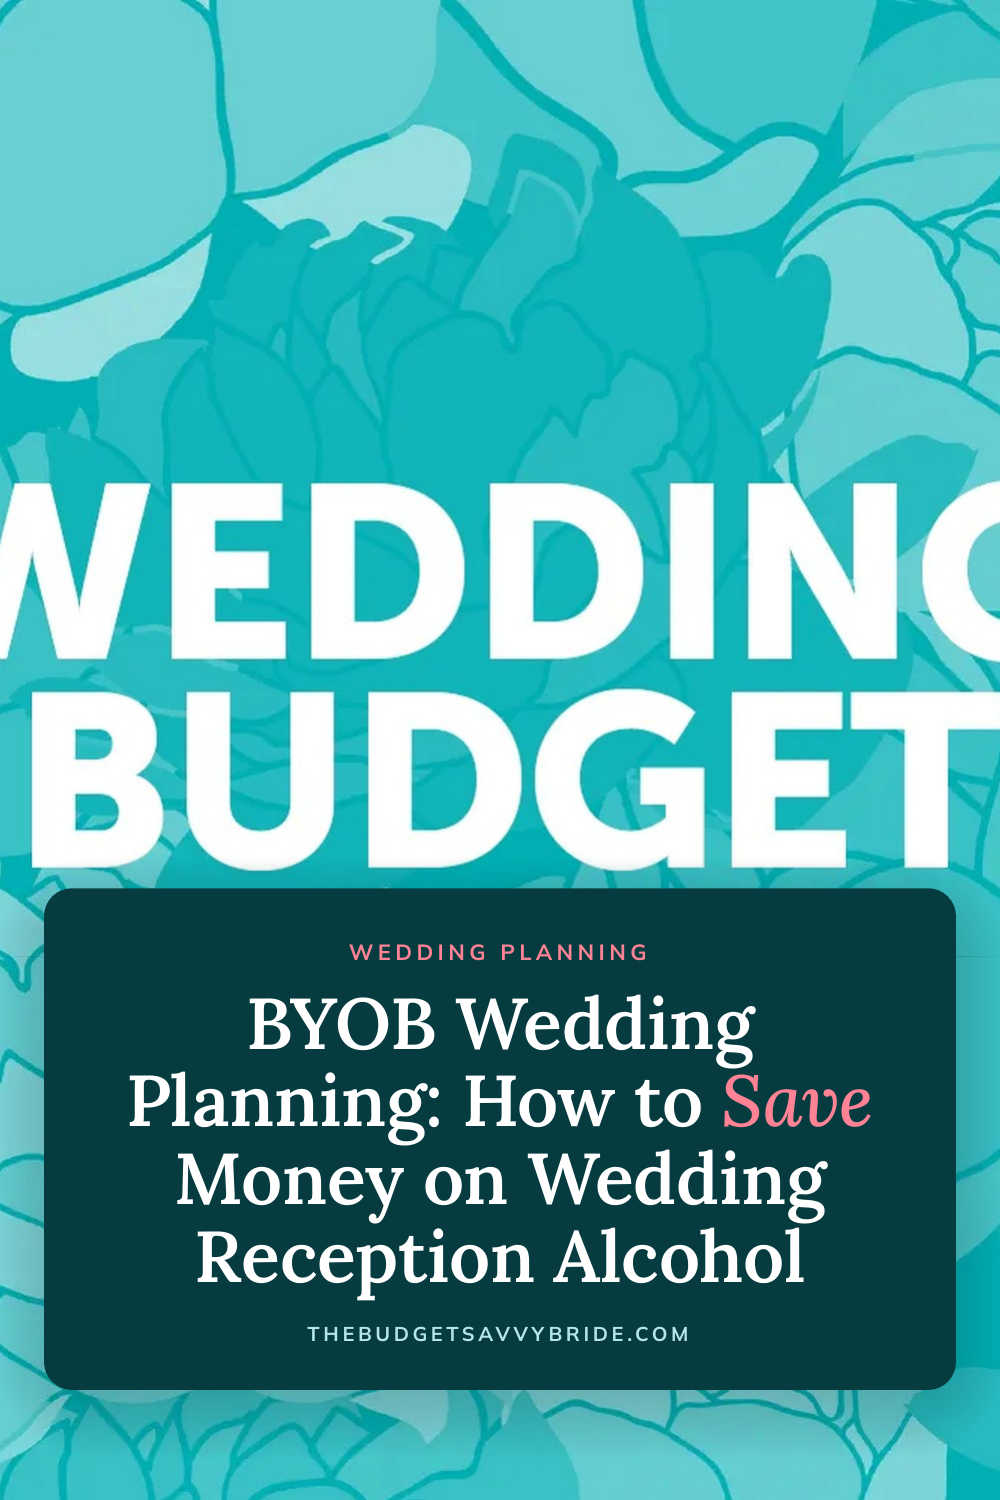 WEDDING
BUDGET
WEDDING PLANNING
BYOB Wedding
Planning: How to Save
Money on Wedding
Reception Alcohol
THEBUDGETSAVVYBRIDE.COM